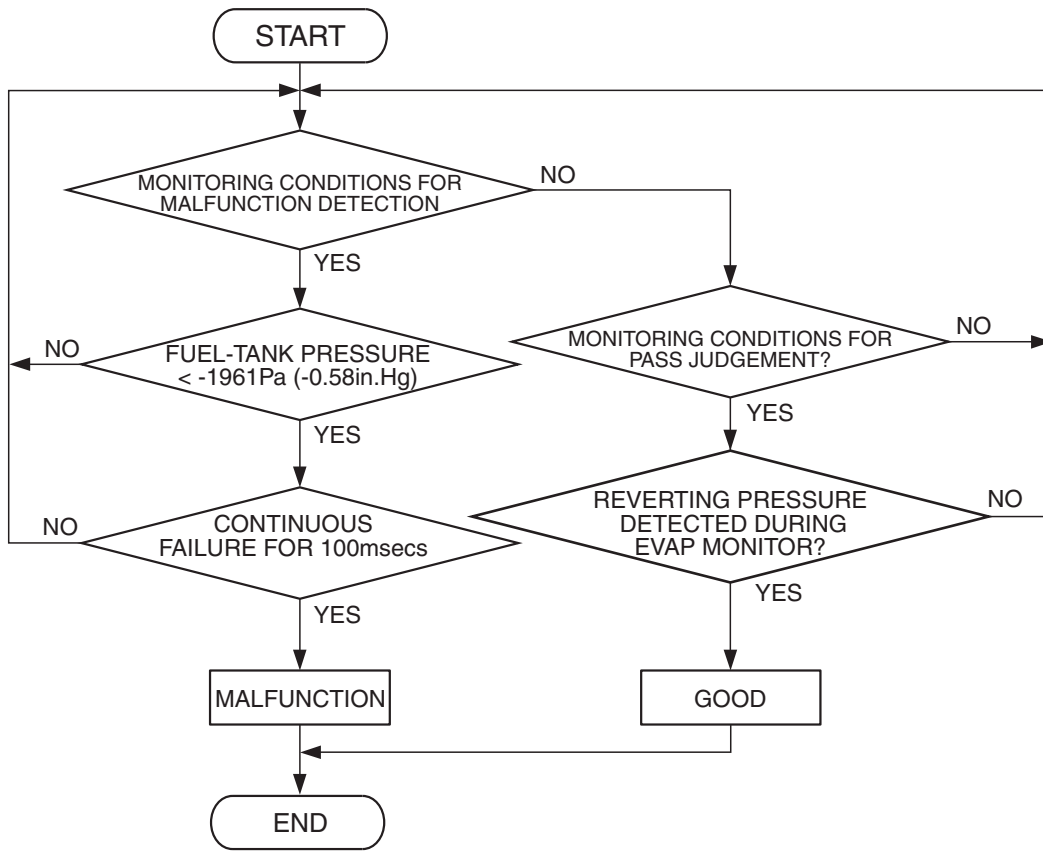 START
MONITORING CONDITIONS FOR
MALFUNCTION DETECTION
NO
YES
FUEL-TANK PRESSURE
< -1961Pa (-0.58in.Hg)
NO
YES
CONTINUOUS
FAILURE FOR 100msecs
NO
YES
MALFUNCTION
MONITORING CONDITIONS FOR
PASS JUDGEMENT?
NO
YES
REVERTING PRESSURE
DETECTED DURING
EVAP MONITOR?
NO
YES
GOOD
END